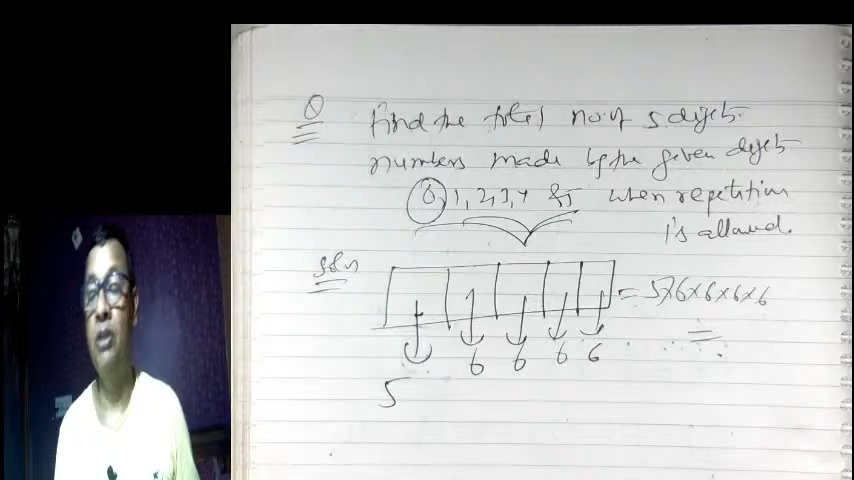 Q Find the total no. of 5 digits
numbers made by the given digits
0, 1, 2, 3, 4 & 5 when repetition
is allowed.
Soln
= 5×6×6×6×6
=
6 6 6 6
5